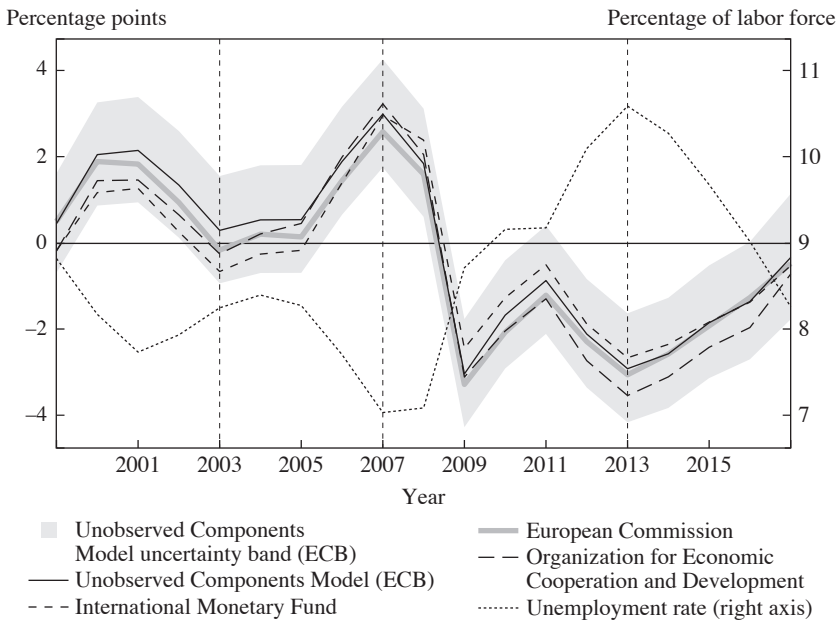 Percentage points
Percentage of labor force
4
2
0
–2
–4
11
10
9
8
7
2001 2003 2005 2007 2009 2011 2013 2015
Year
Unobserved Components
Model uncertainty band (ECB)
Unobserved Components Model (ECB)
International Monetary Fund
European Commission
Organization for Economic
Cooperation and Development
Unemployment rate (right axis)